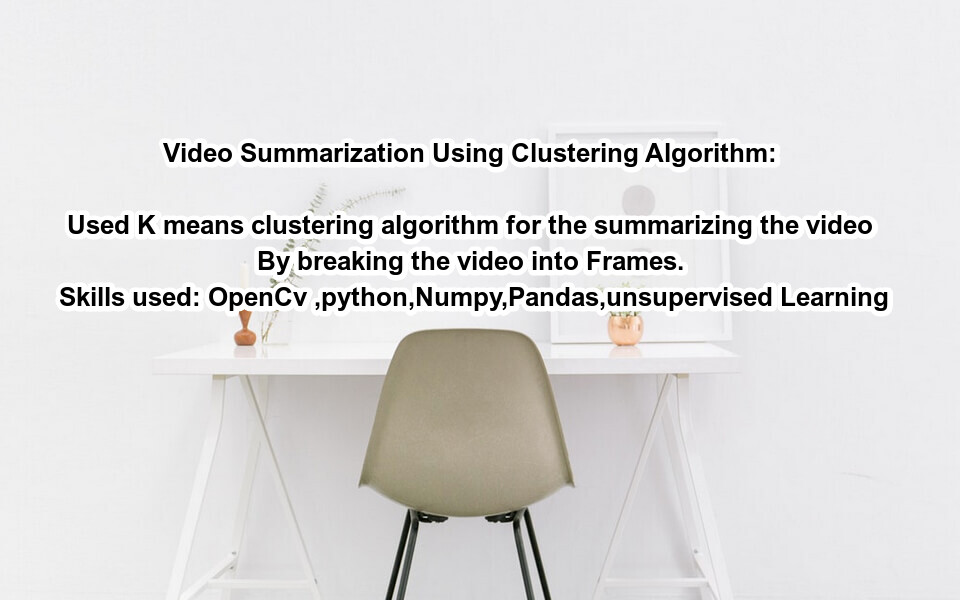 Video Summarization Using Clustering Algorithm:
Used K means clustering algorithm for the summarizing the video
By breaking the video into Frames.
Skills used: OpenCv ,python,Numpy,Pandas,unsupervised Learning